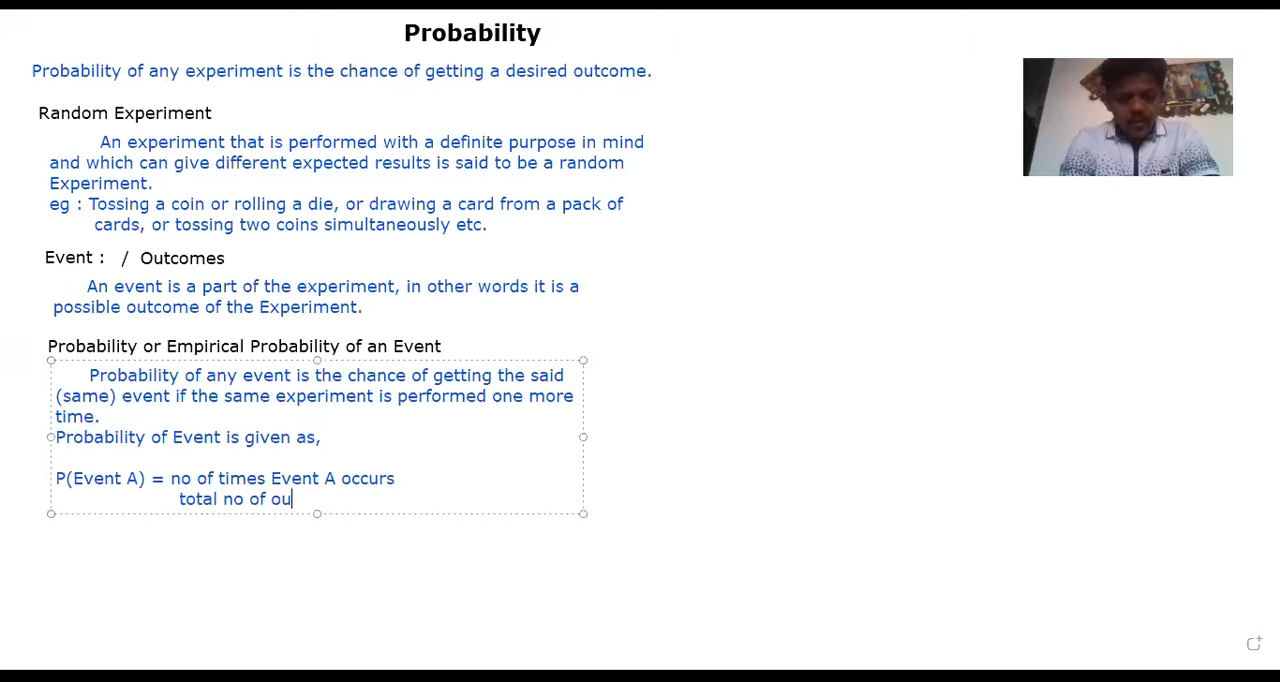 Probability
Probability of any experiment is the chance of getting a desired outcome.
Random Experiment
An experiment that is performed with a definite purpose in mind
and which can give different expected results is said to be a random
Experiment.
eg : Tossing a coin or rolling a die, or drawing a card from a pack of
cards, or tossing two coins simultaneously etc.
Event : / Outcomes
An event is a part of the experiment, in other words it is a
possible outcome of the Experiment.
Probability or Empirical Probability of an Event
Probability of any event is the chance of getting the said
(same) event if the same experiment is performed one more
time.
Probability of Event is given as,
P(Event A) = no of times Event A occurs
total no of ou